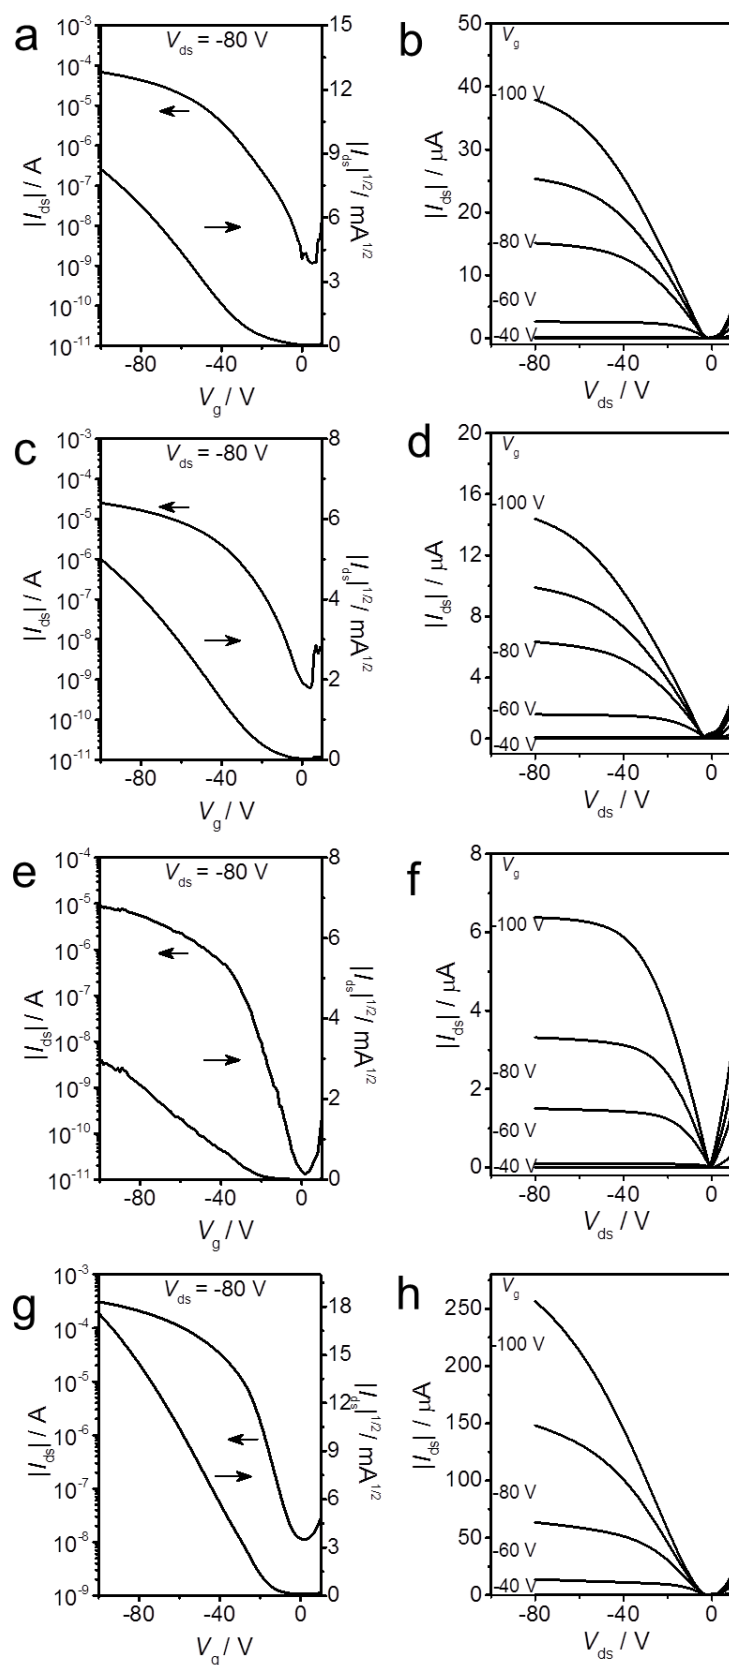 a
V_ds = -80 V
10^-3
10^-4
10^-5
10^-6
10^-7
10^-8
10^-9
10^-10
10^-11
|I_ds| / A
15
12
9
6
3
0
|I_ds|^1/2 / mA^1/2
-80 -40 0
V_g / V
b
V_g
-100 V
-80 V
-60 V
-40 V
50
40
30
20
10
0
|I_ds| / μA
-80 -40 0
V_ds / V
c
V_ds = -80 V
10^-3
10^-4
10^-5
10^-6
10^-7
10^-8
10^-9
10^-10
10^-11
|I_ds| / A
8
6
4
2
0
|I_ds|^1/2 / mA^1/2
-80 -40 0
V_g / V
d
V_g
-100 V
-80 V
-60 V
-40 V
20
16
12
8
4
0
|I_ds| / μA
-80 -40 0
V_ds / V
e
V_ds = -80 V
10^-4
10^-5
10^-6
10^-7
10^-8
10^-9
10^-10
10^-11
|I_ds| / A
8
6
4
2
0
|I_ds|^1/2 / mA^1/2
-80 -40 0
V_g / V
f
V_g
-100 V
-80 V
-60 V
-40 V
8
6
4
2
0
|I_ds| / μA
-80 -40 0
V_ds / V
g
V_ds = -80 V
10^-3
10^-4
10^-5
10^-6
10^-7
10^-8
10^-9
|I_ds| / A
18
15
12
9
6
3
0
|I_ds|^1/2 / mA^1/2
-80 -40 0
V_g / V
h
V_g
-100 V
-80 V
-60 V
-40 V
250
200
150
100
50
0
|I_ds| / μA
-80 -40 0
V_ds / V